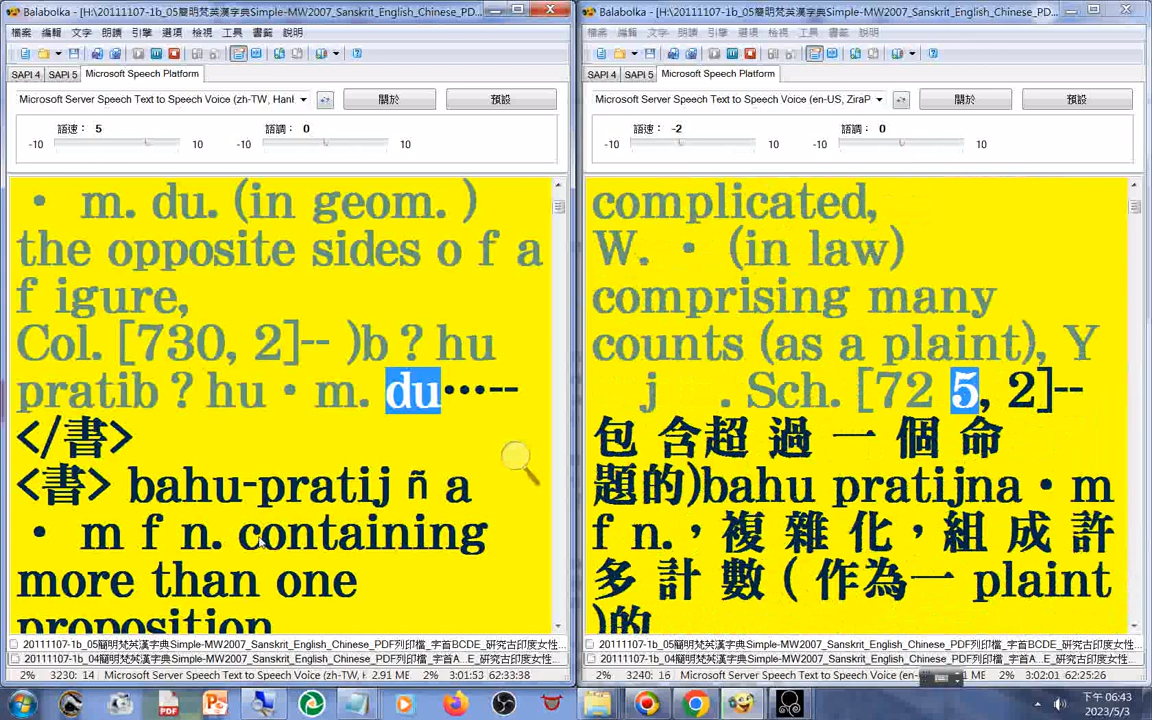 Balabolka - [H:\20111107-1b_05簡明梵英漢字典Simple-MW2007_Sanskrit_English_Chinese_PD...
檔案 編輯 文字 朗讀 引擎 選項 檢視 工具 書籤 說明
SAPI 4 SAPI 5 Microsoft Speech Platform
Microsoft Server Speech Text to Speech Voice (zh-TW, Hanl 關於 預設
語速： 5 語調： 0
-10 10 -10 10
• m. du. (in geom. )
the opposite sides o f a
f igure,
Col. [730, 2]-- )b ? hu
pratib ? hu • m. du···--
</書>
<書> bahu-pratij ñ a
• m f n. containing
more than one
proposition
20111107-1b_05簡明梵英漢字典Simple-MW2007_Sanskrit_English_Chinese_PDF列印檔_字首BCDE_研究古印度女性...
20111107-1b_04簡明梵英漢字典Simple-MW2007_Sanskrit_English_Chinese_PDF列印檔_字首A...E_研究古印度女性...
2% 3230: 14 Microsoft Server Speech Text to Speech Voice (zh-TW, 2.91 MB 2% 3:01:53 62:33:38
Balabolka - [H:\20111107-1b_05簡明梵英漢字典Simple-MW2007_Sanskrit_English_Chinese_PD...
檔案 編輯 文字 朗讀 引擎 選項 檢視 工具 書籤 說明
SAPI 4 SAPI 5 Microsoft Speech Platform
Microsoft Server Speech Text to Speech Voice (en-US, ZiraP 關於 預設
語速： -2 語調： 0
-10 10 -10 10
complicated,
W. • (in law)
comprising many
counts (as a plaint), Y
j . Sch. [72 5, 2]--
包 含超 過 一 個 命
題的)bahu pratijna • m
f n.，複 雜 化，組 成 許
多 計 數 ( 作為一 plaint
)的
20111107-1b_05簡明梵英漢字典Simple-MW2007_Sanskrit_English_Chinese_PDF列印檔_字首BCDE_研究古印度女性...
20111107-1b_04簡明梵英漢字典Simple-MW2007_Sanskrit_English_Chinese_PDF列印檔_字首A...E_研究古印度女性...
2% 3240: 16 Microsoft Server Speech Text to Speech Voice (en-US, ZiraP MB 2% 3:02:01 62:25:26
下午 06:43
2023/5/3